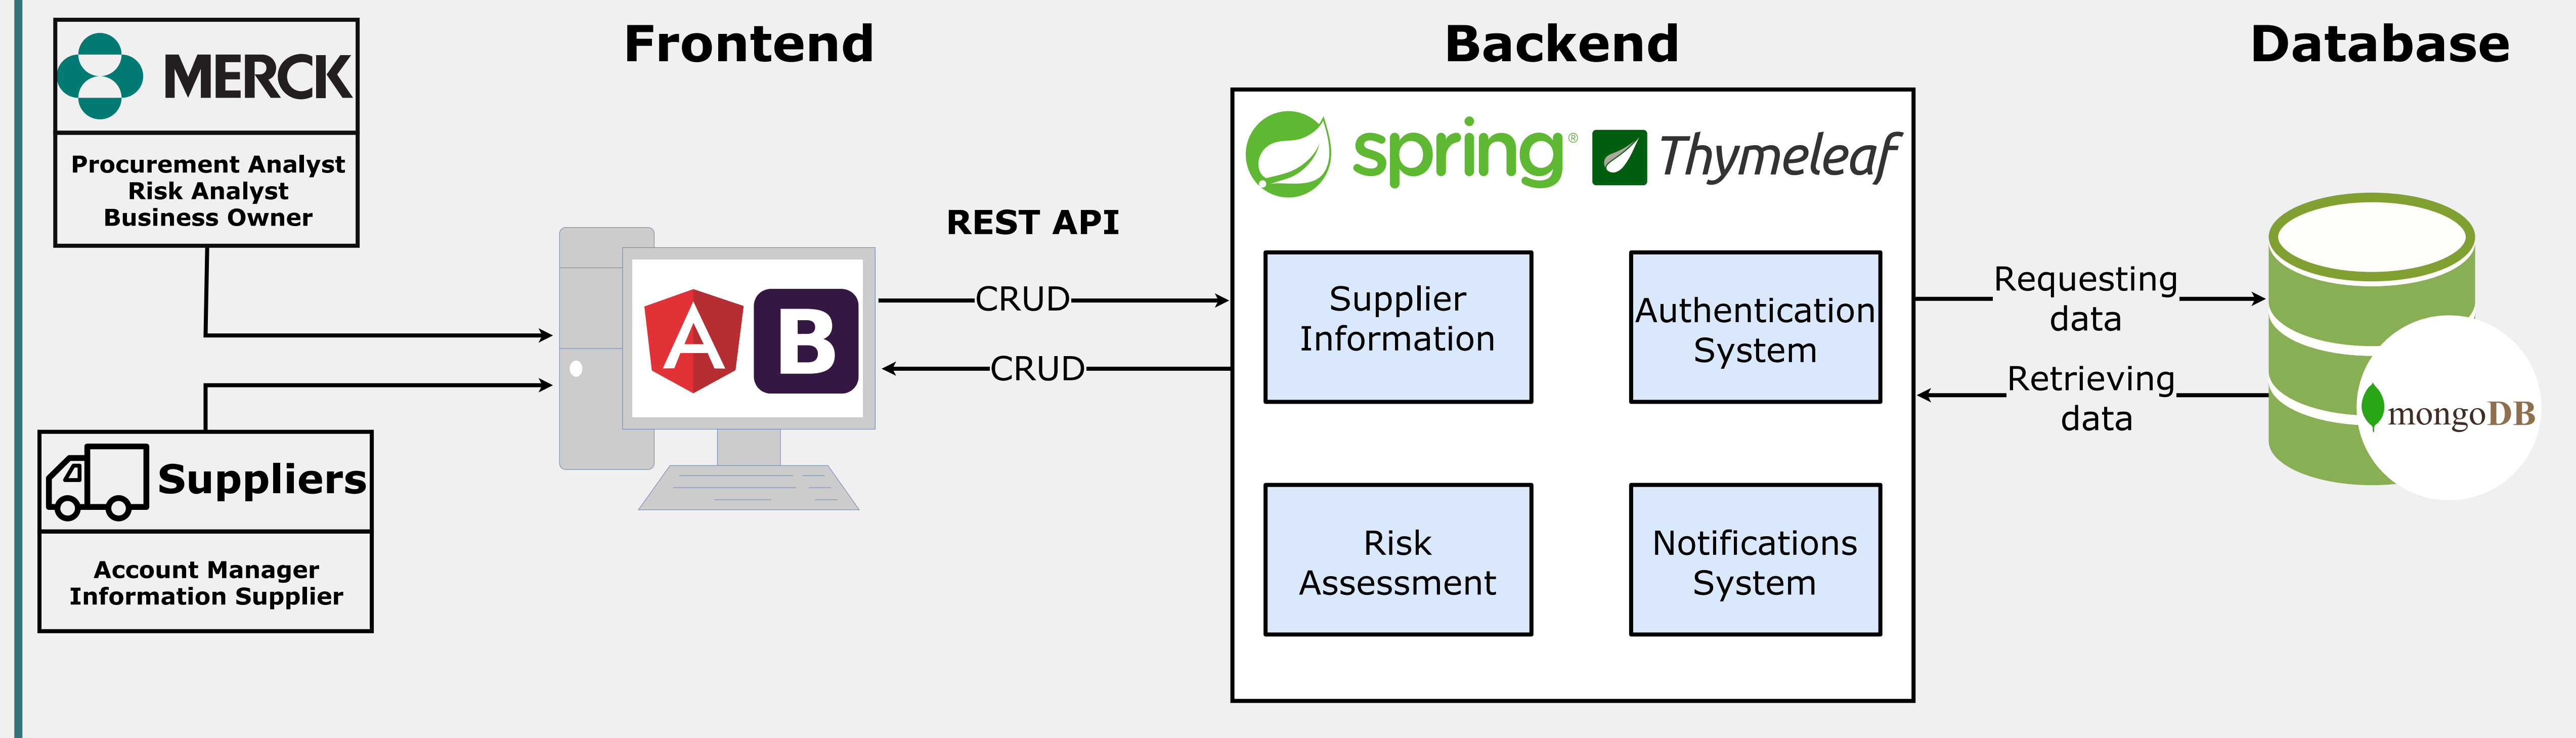 MERCK
Procurement Analyst
Risk Analyst
Business Owner
Suppliers
Account Manager
Information Supplier
Frontend
A B
REST API
CRUD
CRUD
Backend
spring®
Thymeleaf
Supplier
Information
Authentication
System
Risk
Assessment
Notifications
System
Requesting
data
Retrieving
data
Database
mongoDB